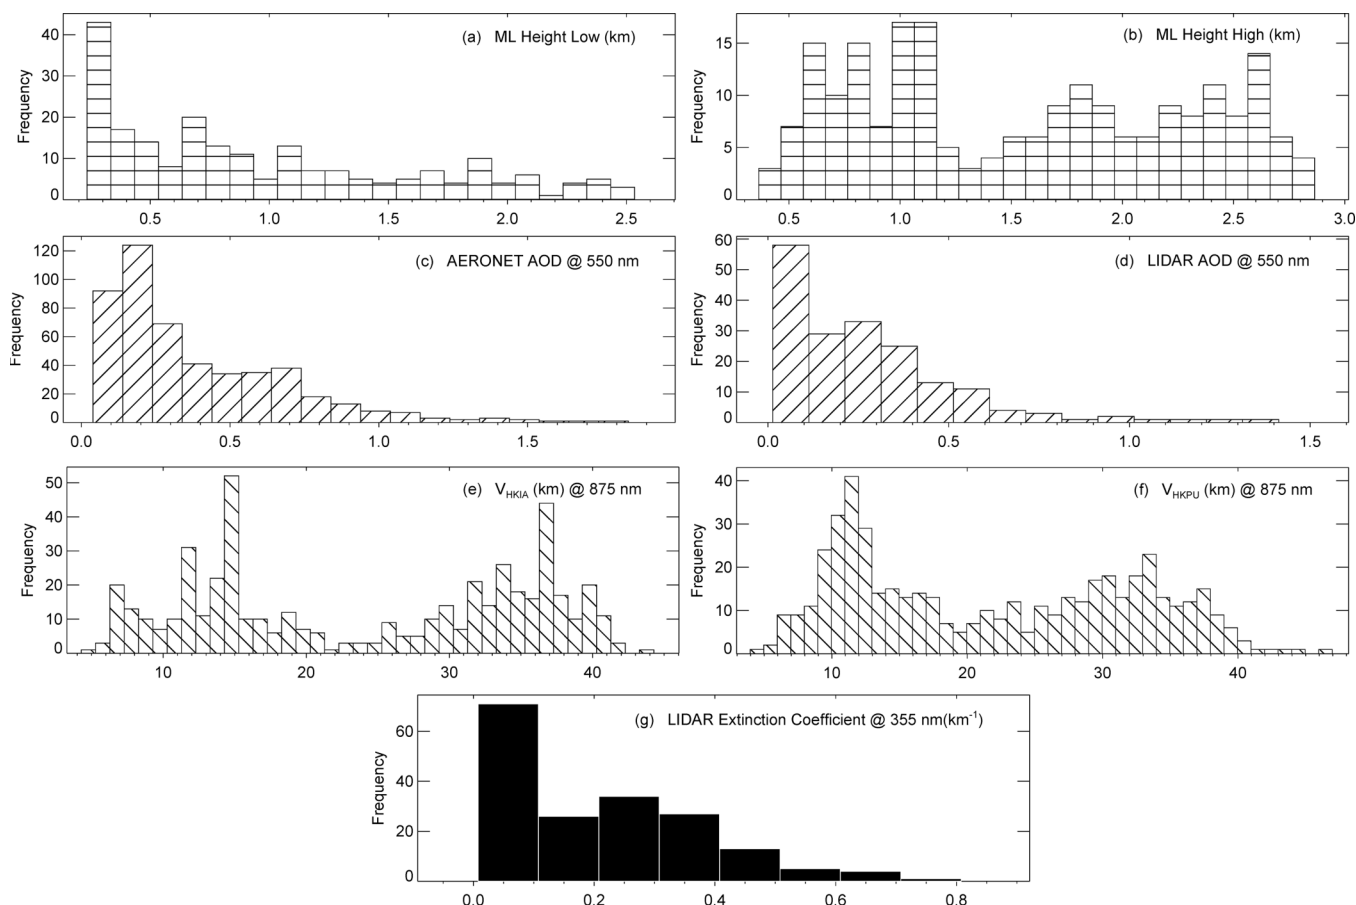 (a) ML Height Low (km)
Frequency
40
30
20
10
0
0.5 1.0 1.5 2.0 2.5
(b) ML Height High (km)
Frequency
15
10
5
0
0.5 1.0 1.5 2.0 2.5 3.0
(c) AERONET AOD @ 550 nm
Frequency
120
100
80
60
40
20
0
0.0 0.5 1.0 1.5
(d) LIDAR AOD @ 550 nm
Frequency
60
50
40
30
20
10
0
0.0 0.5 1.0 1.5
(e) V_HKIA (km) @ 875 nm
Frequency
50
40
30
20
10
0
10 20 30 40
(f) V_HKPU (km) @ 875 nm
Frequency
40
30
20
10
0
10 20 30 40
(g) LIDAR Extinction Coefficient @ 355 nm(km⁻¹)
Frequency
60
40
20
0
0.0 0.2 0.4 0.6 0.8